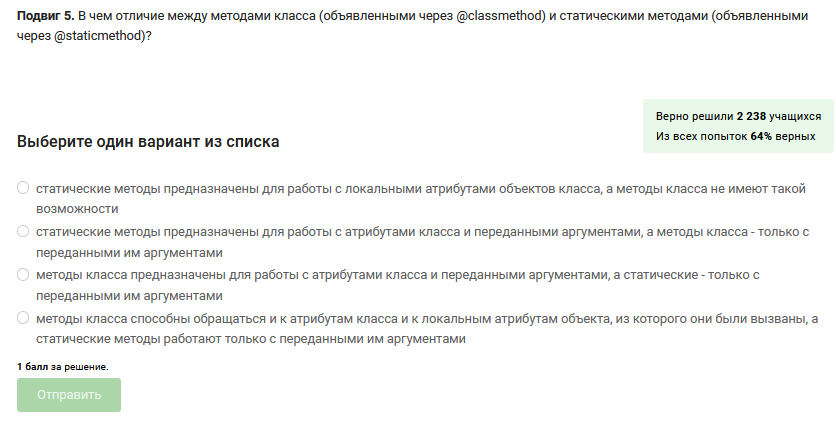 Подвиг 5. В чем отличие между методами класса (объявленными через @classmethod) и статическими методами (объявленными
через @staticmethod)?
Верно решили 2 238 учащихся
Из всех попыток 64% верных
Выберите один вариант из списка
статические методы предназначены для работы с локальными атрибутами объектов класса, а методы класса не имеют такой
возможности
статические методы предназначены для работы с атрибутами класса и переданными аргументами, а методы класса - только с
переданными им аргументами
методы класса предназначены для работы с атрибутами класса и переданными аргументами, а статические - только с
переданными им аргументами
методы класса способны обращаться и к атрибутам класса и к локальным атрибутам объекта, из которого они были вызваны, а
статические методы работают только с переданными им аргументами
1 балл за решение.
Отправить